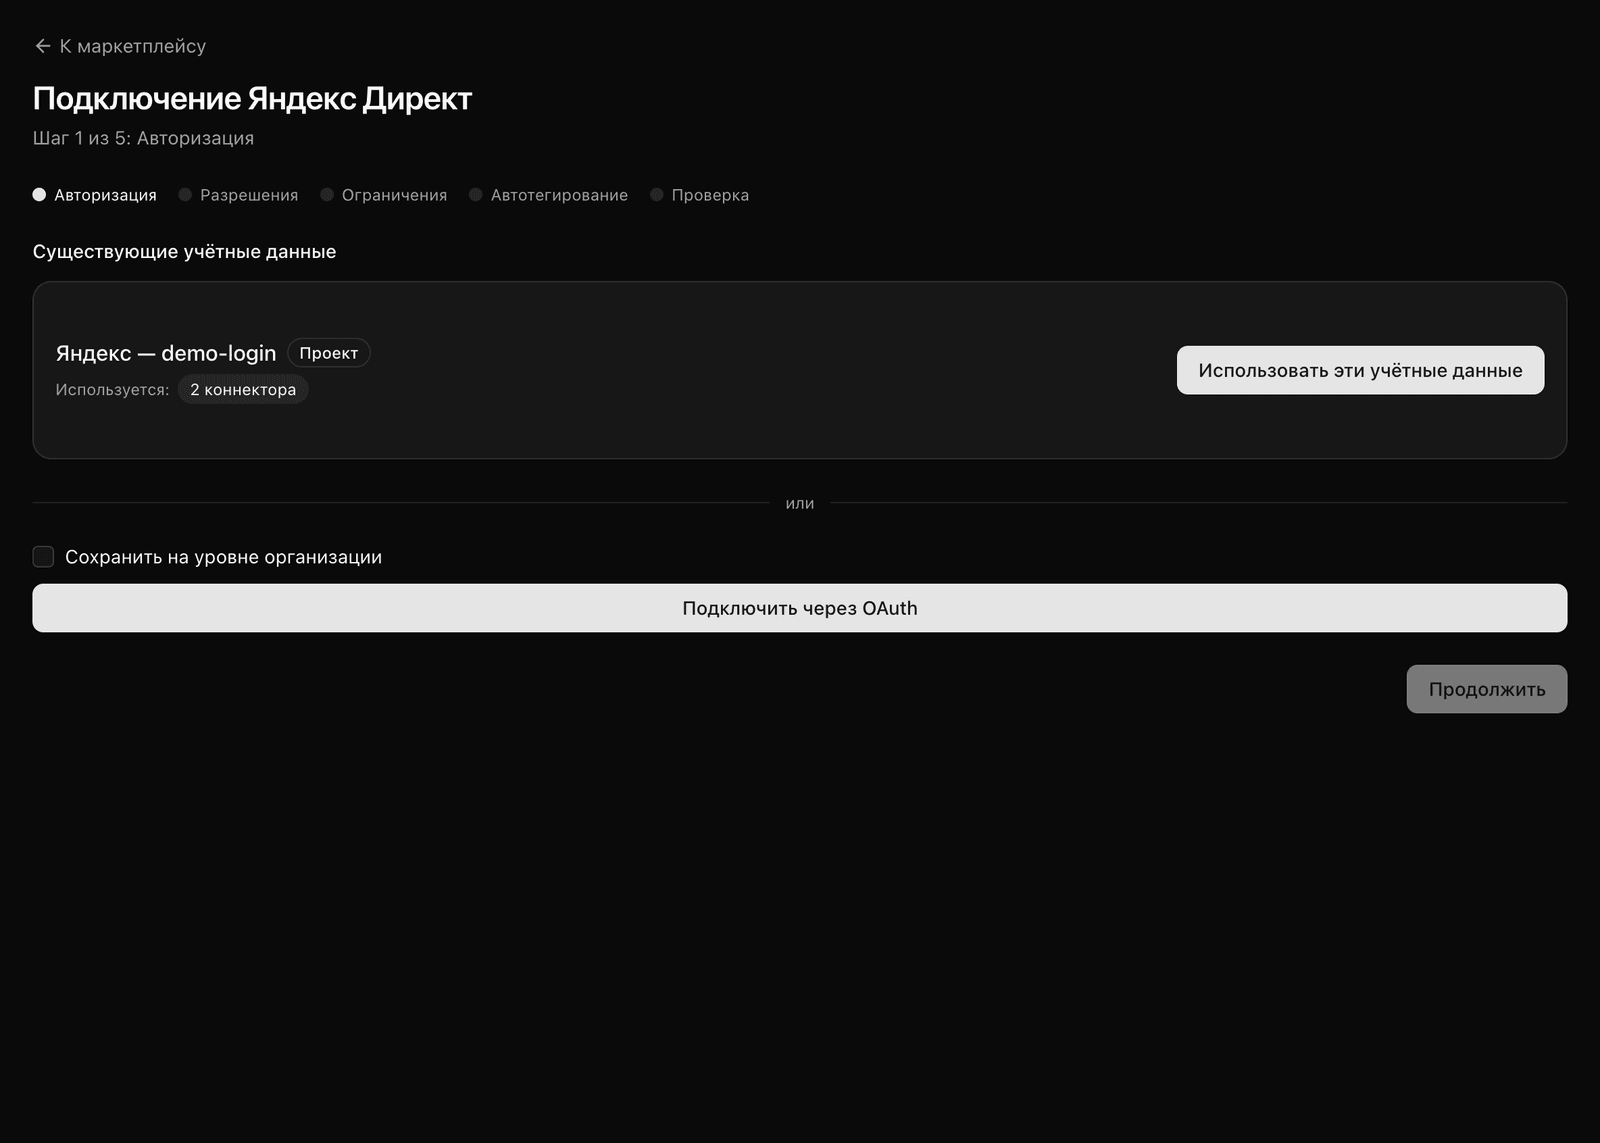 К маркетплейсу
Подключение Яндекс Директ
Шаг 1 из 5: Авторизация
Авторизация Разрешения Ограничения Автотегирование Проверка
Существующие учётные данные
Яндекс — demo-login Проект
Используется: 2 коннектора
Использовать эти учётные данные
или
Сохранить на уровне организации
Подключить через OAuth
Продолжить